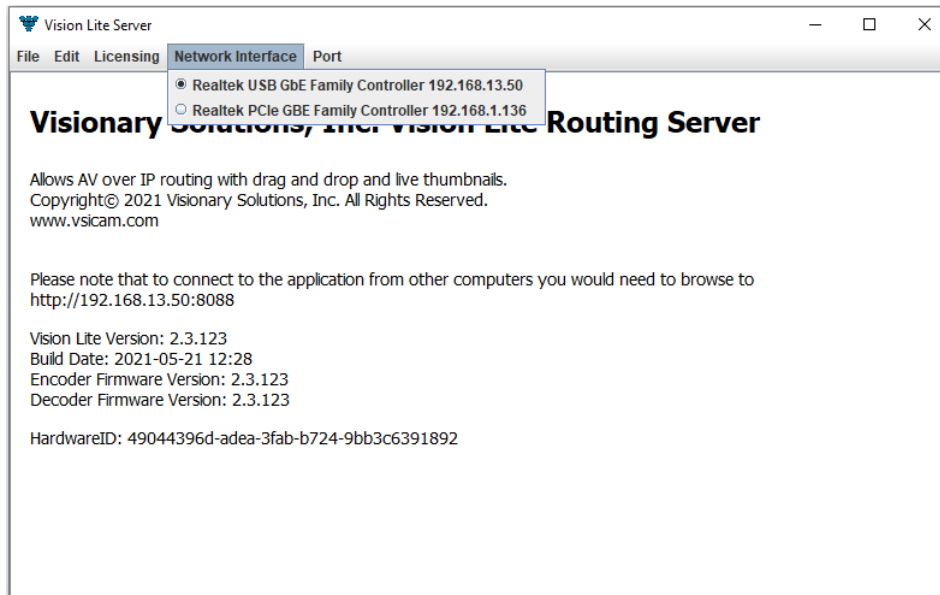 Vision Lite Server
File Edit Licensing Network Interface Port
Realtek USB GbE Family Controller 192.168.13.50
Realtek PCIe GBE Family Controller 192.168.1.136
Visionary Solutions, Inc. Vision Lite Routing Server
Allows AV over IP routing with drag and drop and live thumbnails.
Copyright© 2021 Visionary Solutions, Inc. All Rights Reserved.
www.vsicam.com
Please note that to connect to the application from other computers you would need to browse to
http://192.168.13.50:8088
Vision Lite Version: 2.3.123
Build Date: 2021-05-21 12:28
Encoder Firmware Version: 2.3.123
Decoder Firmware Version: 2.3.123
HardwareID: 49044396d-adea-3fab-b724-9bb3c6391892